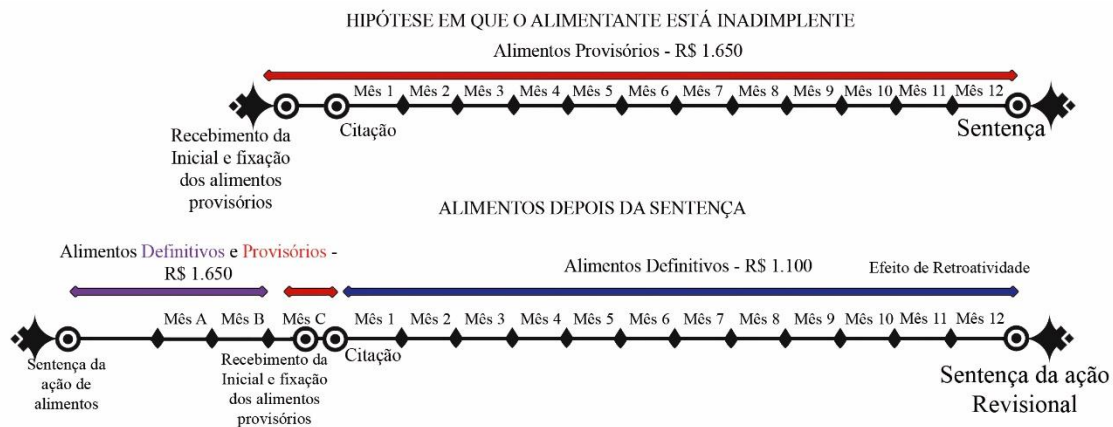 HIPÓTESE EM QUE O ALIMENTANTE ESTÁ INADIMPLENTE
Alimentos Provisórios - R$ 1.650
Mês 1 Mês 2 Mês 3 Mês 4 Mês 5 Mês 6 Mês 7 Mês 8 Mês 9 Mês 10 Mês 11 Mês 12
Recebimento da
Inicial e fixação
dos alimentos
provisórios
Citação
Sentença
ALIMENTOS DEPOIS DA SENTENÇA
Alimentos Definitivos e Provisórios -
R$ 1.650
Alimentos Definitivos - R$ 1.100
Efeito de Retroatividade
Mês A Mês B Mês C Mês 1 Mês 2 Mês 3 Mês 4 Mês 5 Mês 6 Mês 7 Mês 8 Mês 9 Mês 10 Mês 11 Mês 12
Sentença da
ação de
alimentos
Recebimento da
Inicial e fixação
dos alimentos
provisórios
Citação
Sentença da ação
Revisional